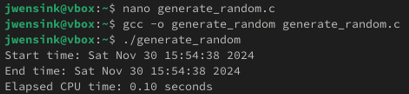 jwensink@vbox:~$ nano generate_random.c
jwensink@vbox:~$ gcc -o generate_random generate_random.c
jwensink@vbox:~$ ./generate_random
Start time: Sat Nov 30 15:54:38 2024
End time: Sat Nov 30 15:54:38 2024
Elapsed CPU time: 0.10 seconds